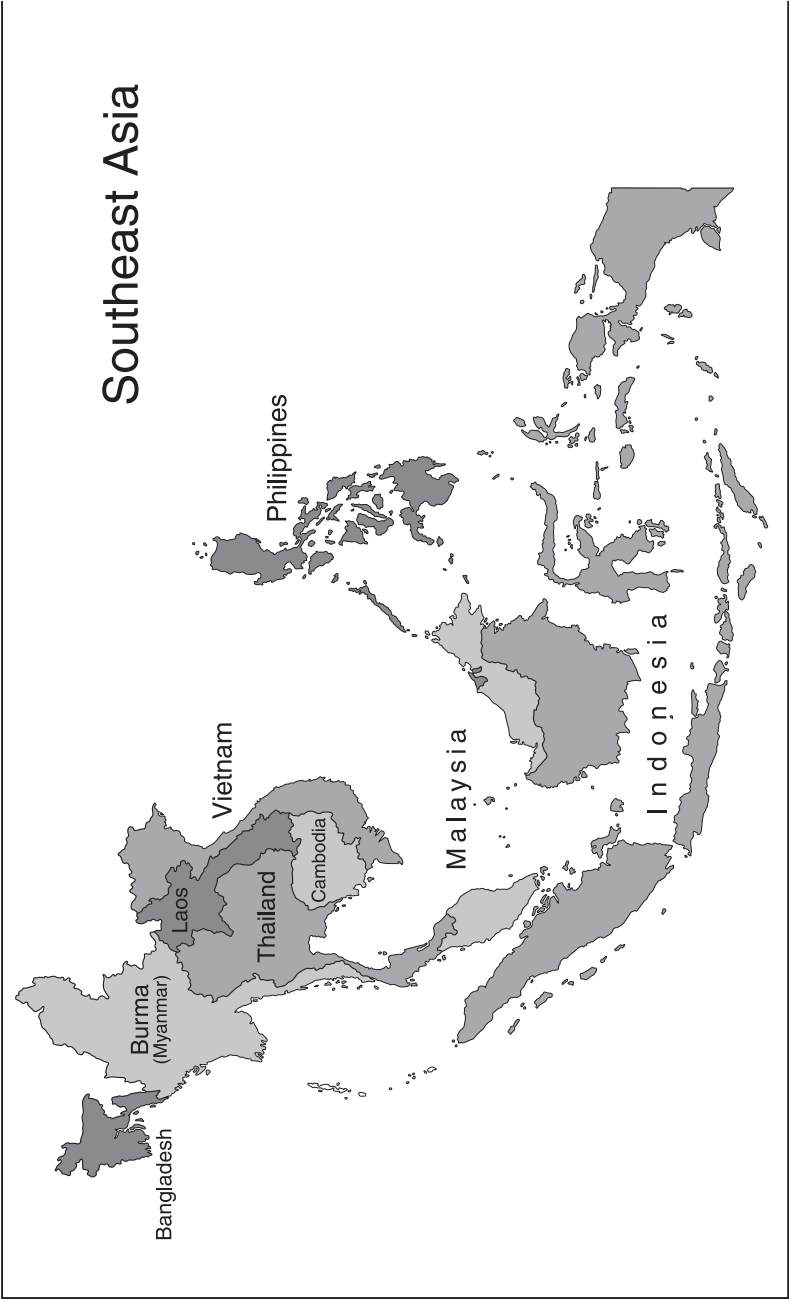 Southeast Asia
Bangladesh
Burma
(Myanmar)
Laos
Vietnam
Thailand
Cambodia
Philippines
Malaysia
Indonesia